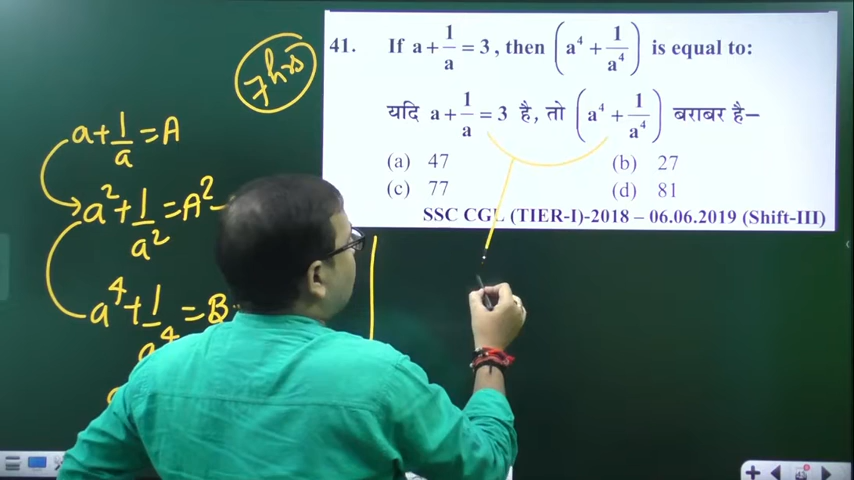 7 hrs
41. If a + 1/a = 3, then (a⁴ + 1/a⁴) is equal to:
यदि a + 1/a = 3 है, तो (a⁴ + 1/a⁴) बराबर है–
(a) 47 (b) 27
(c) 77 (d) 81
SSC CGL (TIER-I)-2018 – 06.06.2019 (Shift-III)
a + 1/a = A
a² + 1/a² = A² –
a⁴ + 1/a⁴ = B